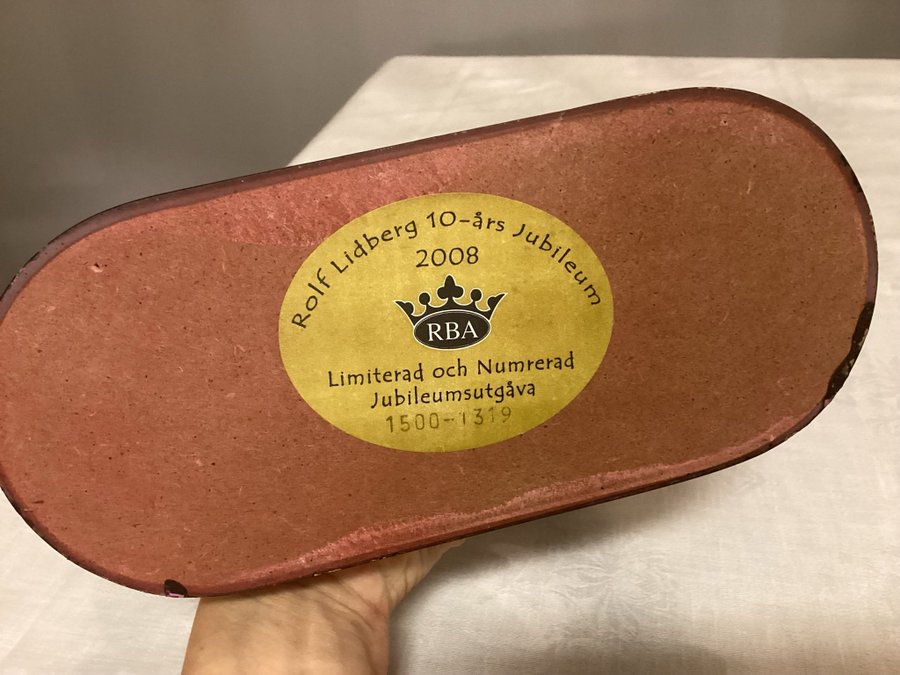 Rolf Lidberg 10-års Jubileum
2008
RBA
Limiterad och Numrerad
Jubileumsutgåva
1500-1319